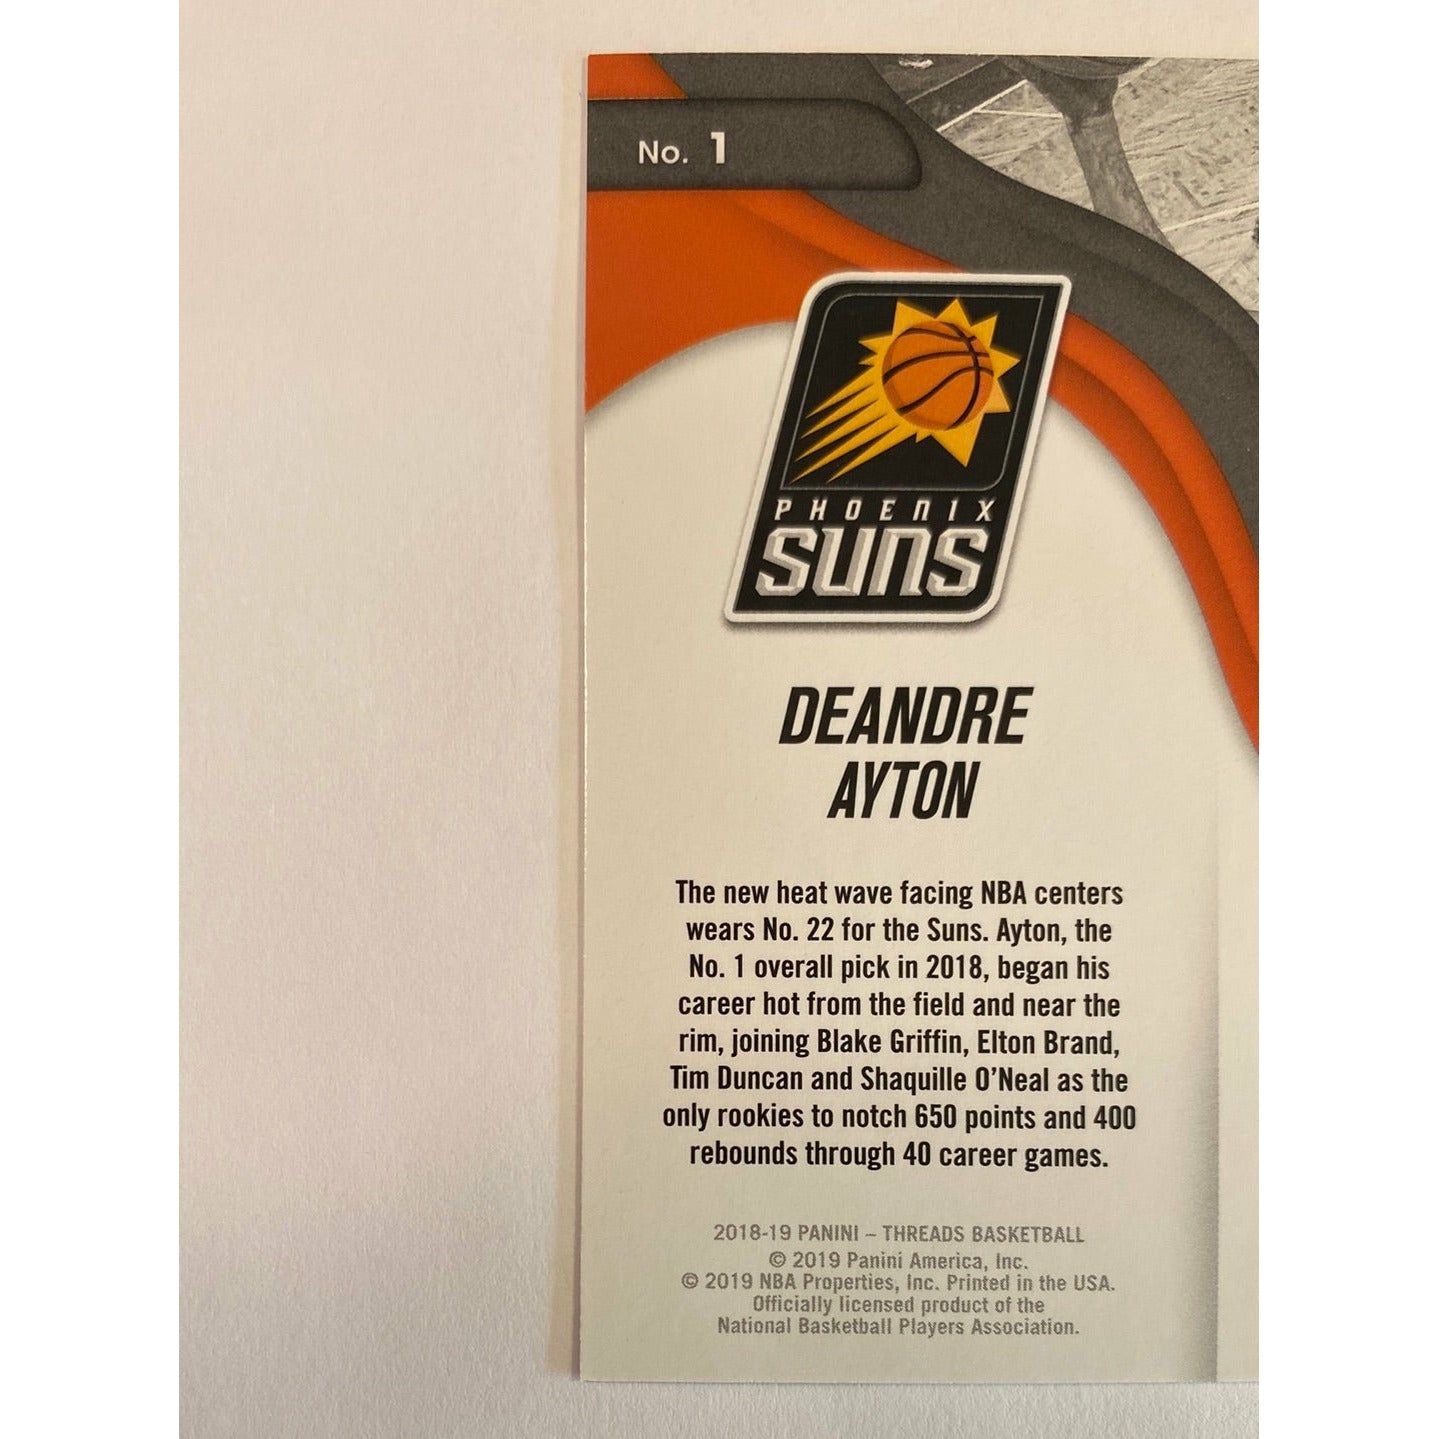 No. 1
PHOENIX
SUNS
DEANDRE
AYTON
The new heat wave facing NBA centers
wears No. 22 for the Suns. Ayton, the
No. 1 overall pick in 2018, began his
career hot from the field and near the
rim, joining Blake Griffin, Elton Brand,
Tim Duncan and Shaquille O'Neal as the
only rookies to notch 650 points and 400
rebounds through 40 career games.
2018-19 PANINI – THREADS BASKETBALL
© 2019 Panini America, Inc.
© 2019 NBA Properties, Inc. Printed in the USA.
Officially licensed product of the
National Basketball Players Association.